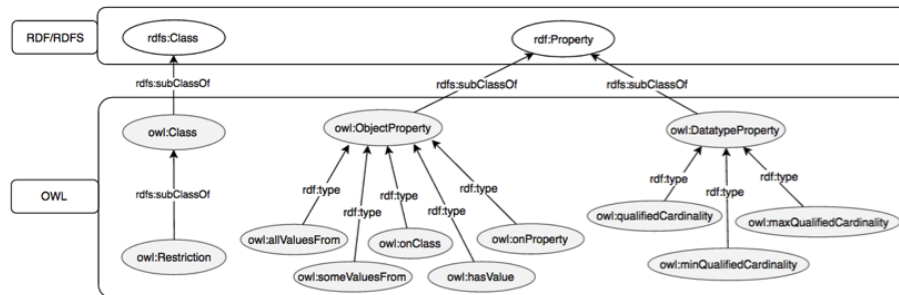 RDF/RDFS
rdfs:Class
rdf:Property
rdfs:subClassOf
rdfs:subClassOf
rdfs:subClassOf
OWL
owl:Class
owl:ObjectProperty
owl:DatatypeProperty
rdfs:subClassOf
rdf:type
rdf:type
rdf:type
rdf:type
rdf:type
rdf:type
rdf:type
rdf:type
owl:allValuesFrom
owl:onClass
owl:onProperty
owl:qualifiedCardinality
owl:maxQualifiedCardinality
owl:Restriction
owl:someValuesFrom
owl:hasValue
owl:minQualifiedCardinality